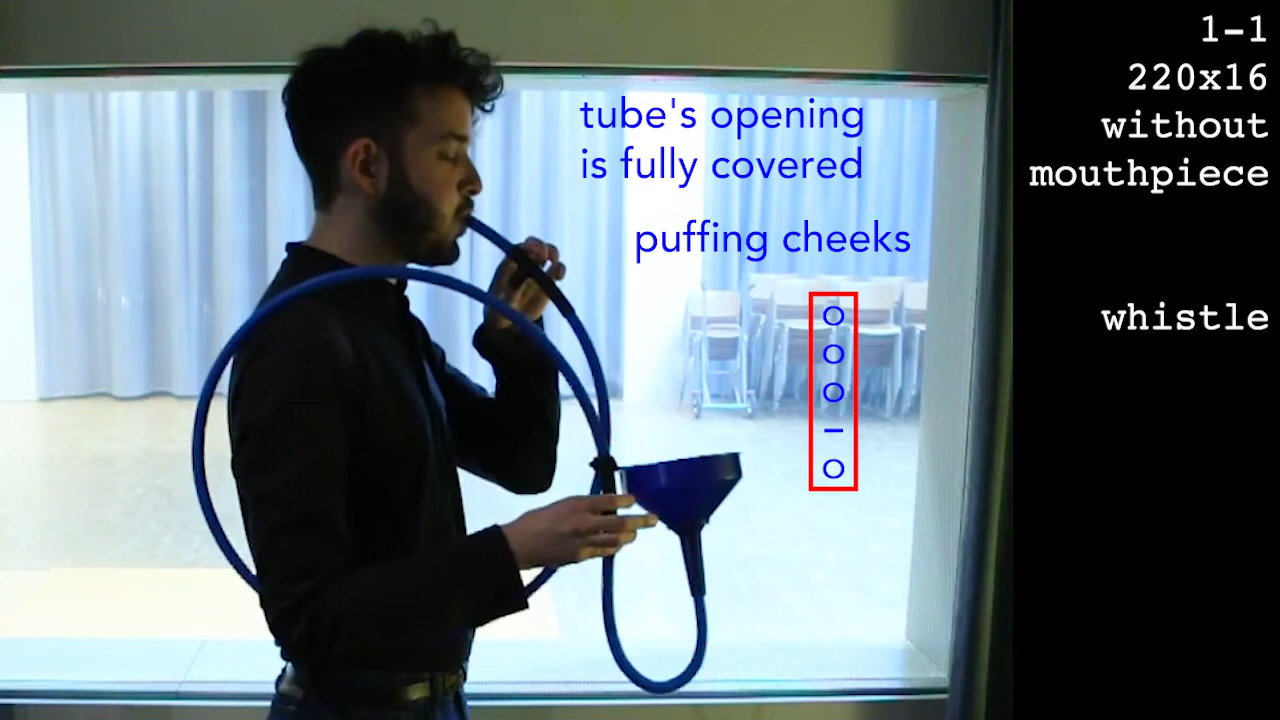 tube's opening
is fully covered
puffing cheeks
o
o
o
–
o
1-1
220x16
without
mouthpiece
whistle